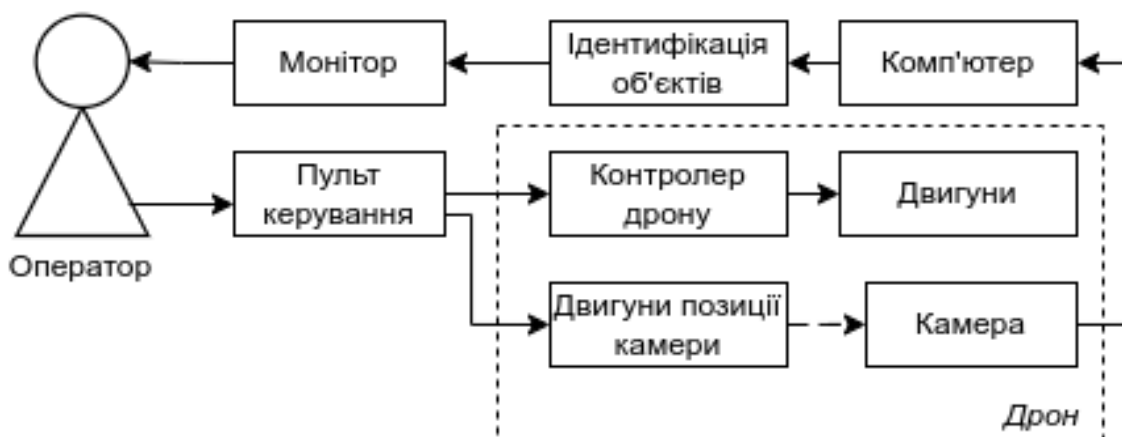 Монітор
Ідентифікація
об'єктів
Комп'ютер
Пульт
керування
Контролер
дрону
Двигуни
Оператор
Двигуни позиції
камери
Камера
Дрон